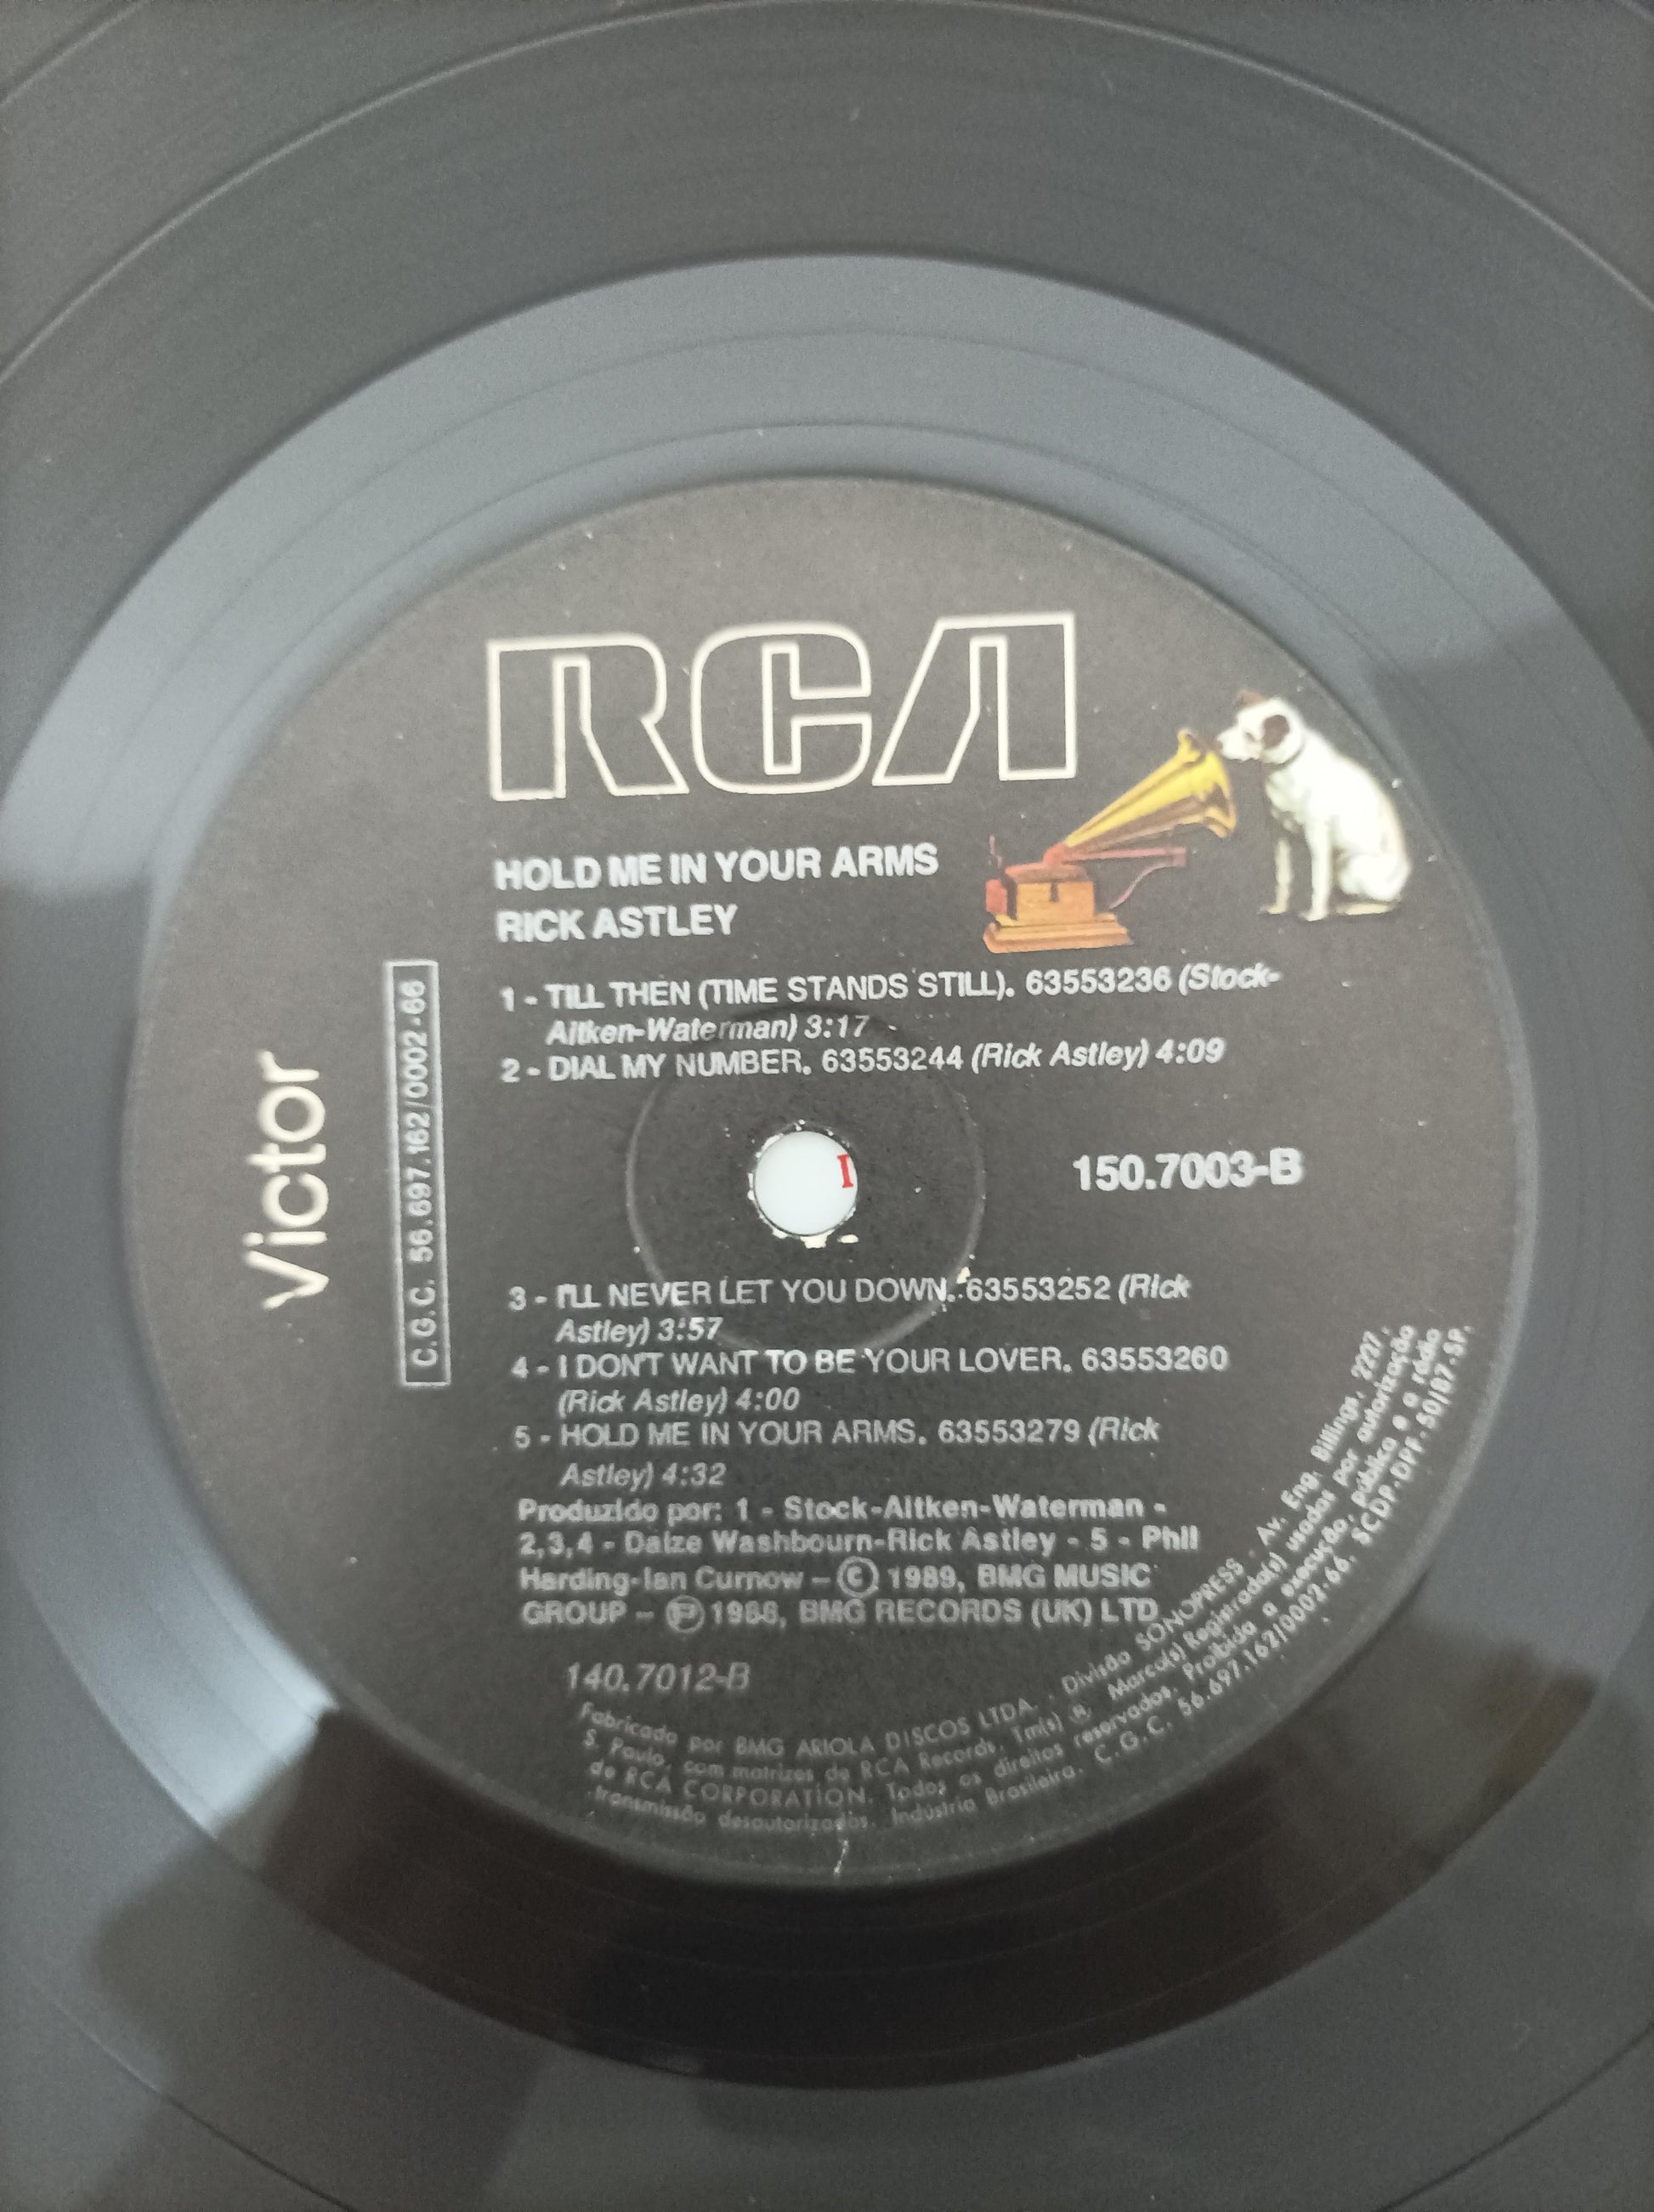 RCA
HOLD ME IN YOUR ARMS
RICK ASTLEY
1 - TILL THEN (TIME STANDS STILL). 63553236 (Stock-
Aitken-Waterman) 3:17
2 - DIAL MY NUMBER. 63553244 (Rick Astley) 4:09
Victor
C.G.C. 56.697.162/0002-66
I
150.7003-B
3 - I'LL NEVER LET YOU DOWN. 63553252 (Rick
Astley) 3:57
4 - I DON'T WANT TO BE YOUR LOVER. 63553260
(Rick Astley) 4:00
5 - HOLD ME IN YOUR ARMS. 63553279 (Rick
Astley) 4:32
Produzido por: 1 - Stock-Aitken-Waterman -
2,3,4 - Daize Washbourn-Rick Astley - 5 - Phil
Harding-Ian Curnow - © 1989, BMG MUSIC
GROUP - ℗ 1988, BMG RECORDS (UK) LTD
140.7012-B
Fabricado por BMG ARIOLA DISCOS LTDA. - Divisão SONOPRESS - Av. Eng. Billings, 2227,
S. Paulo, com matrizes de RCA Records. Tm(s) ®. Marca(s) Registrada(s) usadas por autorização
de RCA CORPORATION. Todos os direitos reservados. Proibida a execução, pública e a rádio
transmissão desautorizadas. Indústria Brasileira. C.G.C. 56.697.162/0002-66. SCDP-DPF-50/87-SP.